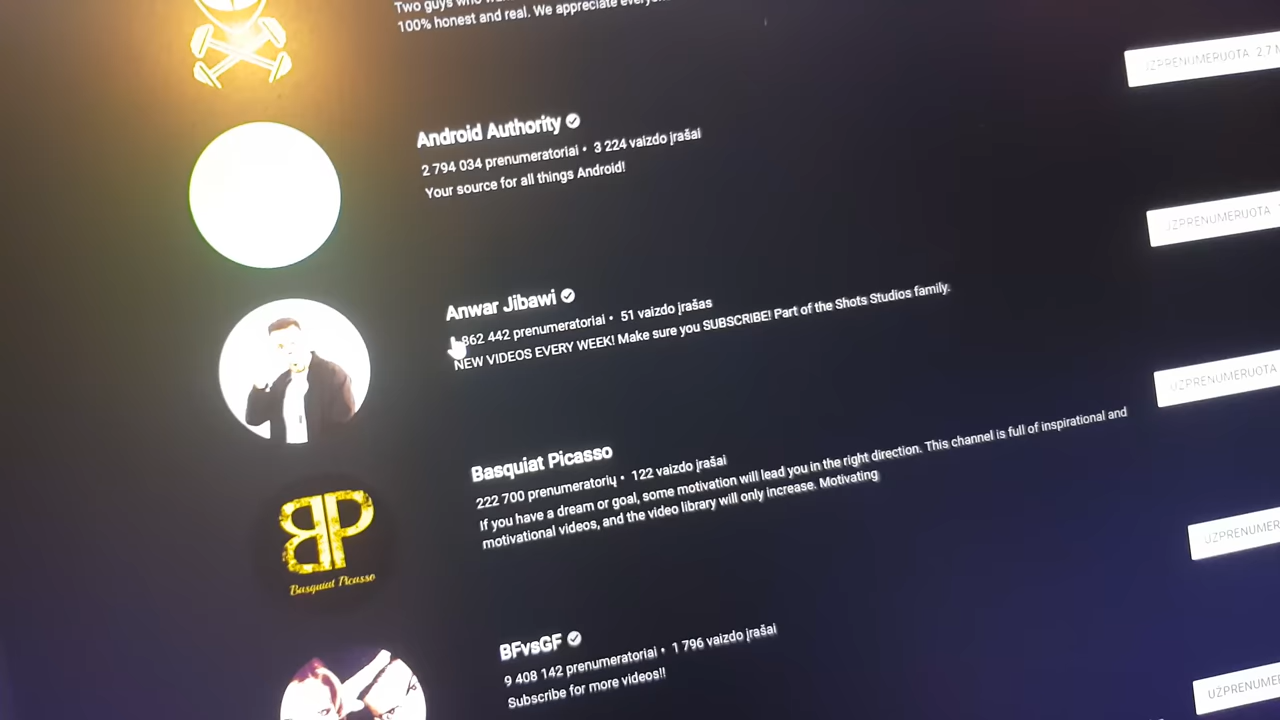 Two guys who
100% honest and real. We appreciate
UŽPRENUMERUOTA 2,7
Android Authority
2 794 034 prenumeratoriai • 3 224 vaizdo įrašai
Your source for all things Android!
UŽPRENUMERUOTA
Anwar Jibawi
862 442 prenumeratoriai • 51 vaizdo įrašas
NEW VIDEOS EVERY WEEK! Make sure you SUBSCRIBE! Part of the Shots Studios family.
UŽPRENUMERUOTA
Basquiat Picasso
222 700 prenumeratorių • 122 vaizdo įrašai
If you have a dream or goal, some motivation will lead you in the right direction. This channel is full of inspirational and
motivational videos, and the video library will only increase. Motivating
BP
Basquiat Picasso
UŽPRENUMER
BFvsGF
9 408 142 prenumeratoriai • 1 796 vaizdo įrašai
Subscribe for more videos!!
UŽPRENUMER